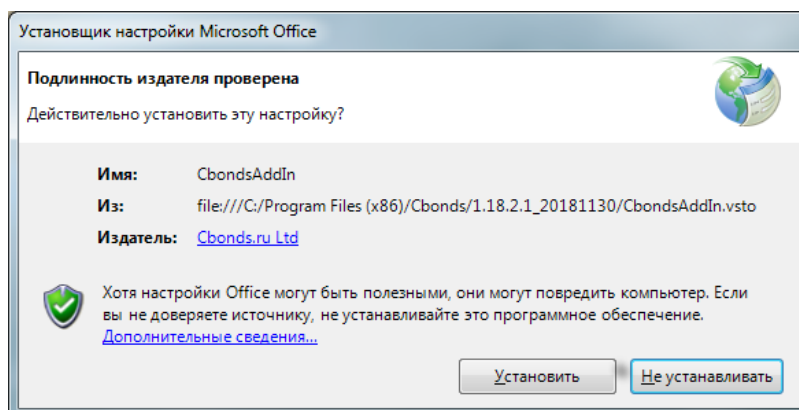 Установщик настройки Microsoft Office
Подлинность издателя проверена
Действительно установить эту настройку?
Имя: CbondsAddIn
Из: file:///C:/Program Files (x86)/Cbonds/1.18.2.1_20181130/CbondsAddIn.vsto
Издатель: Cbonds.ru Ltd
Хотя настройки Office могут быть полезными, они могут повредить компьютер. Если
вы не доверяете источнику, не устанавливайте это программное обеспечение.
Дополнительные сведения...
Установить Не устанавливать